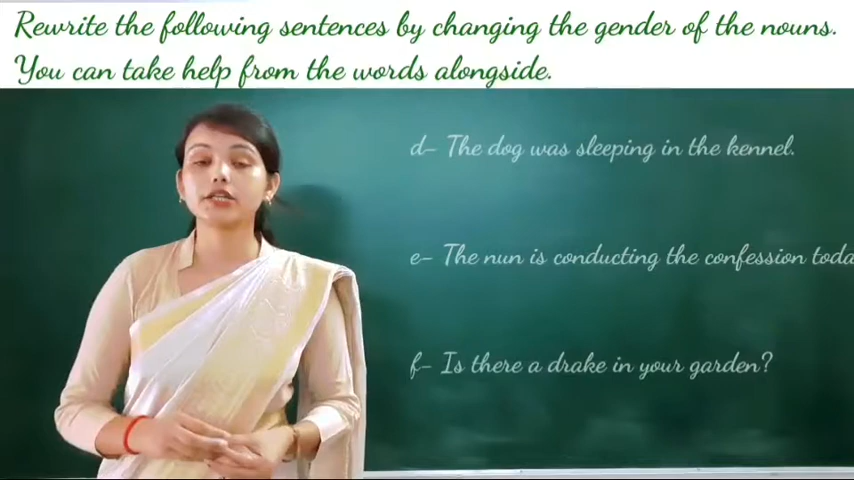 Rewrite the following sentences by changing the gender of the nouns.
You can take help from the words alongside.
d- The dog was sleeping in the kennel.
e- The nun is conducting the confession toda
f- Is there a drake in your garden?